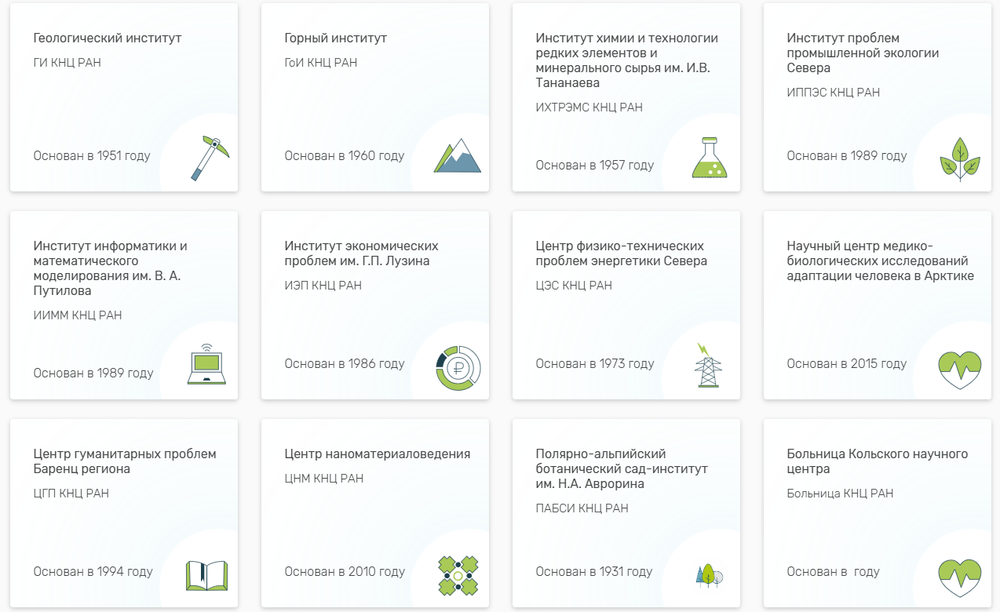 Геологический институт
ГИ КНЦ РАН
Основан в 1951 году
Горный институт
ГоИ КНЦ РАН
Основан в 1960 году
Институт химии и технологии
редких элементов и
минерального сырья им. И.В.
Тананаева
ИХТРЭМС КНЦ РАН
Основан в 1957 году
Институт проблем
промышленной экологии
Севера
ИППЭС КНЦ РАН
Основан в 1989 году
Институт информатики и
математического
моделирования им. В. А.
Путилова
ИИММ КНЦ РАН
Основан в 1989 году
Институт экономических
проблем им. Г.П. Лузина
ИЭП КНЦ РАН
Основан в 1986 году
Центр физико-технических
проблем энергетики Севера
ЦЭС КНЦ РАН
Основан в 1973 году
Научный центр медико-
биологических исследований
адаптации человека в Арктике
Основан в 2015 году
Центр гуманитарных проблем
Баренц региона
ЦГП КНЦ РАН
Основан в 1994 году
Центр наноматериаловедения
ЦНМ КНЦ РАН
Основан в 2010 году
Полярно-альпийский
ботанический сад-институт
им. Н.А. Аврорина
ПАБСИ КНЦ РАН
Основан в 1931 году
Больница Кольского научного
центра
Больница КНЦ РАН
Основан в  году